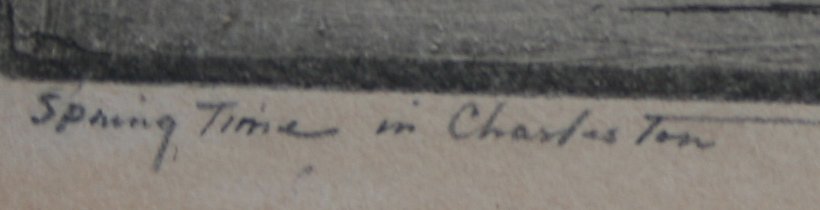 Spring Time in Charleston